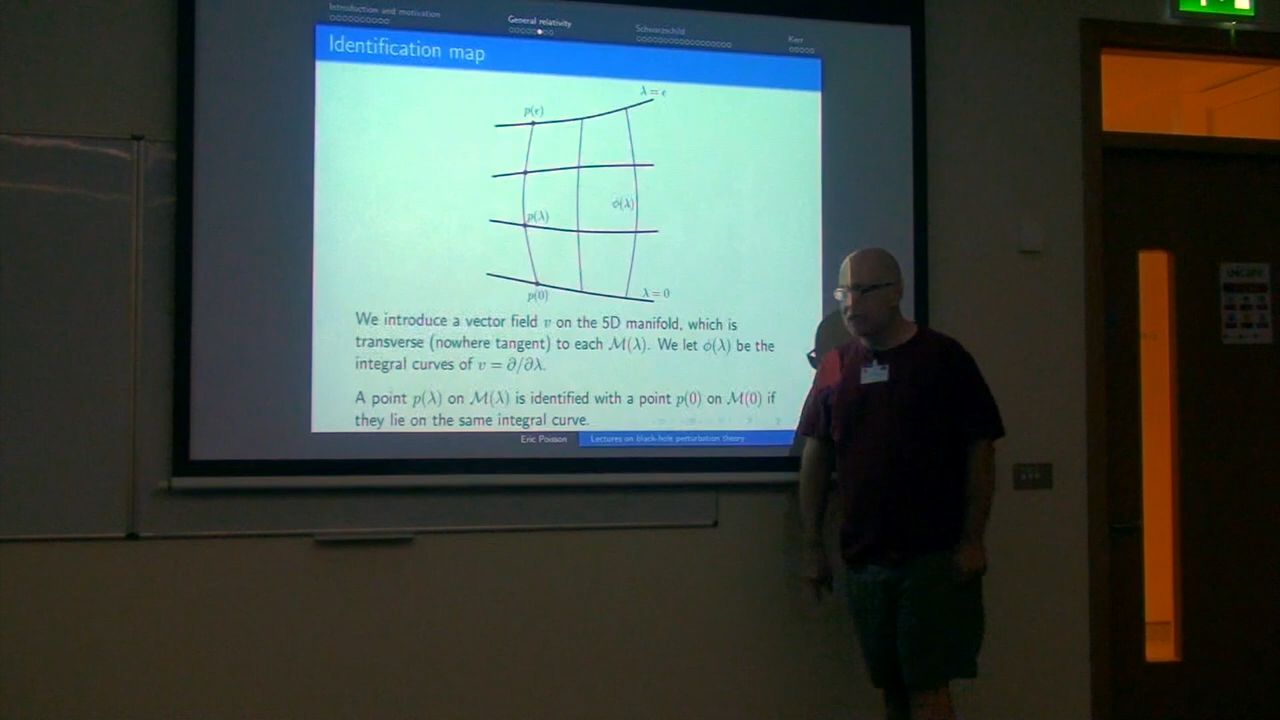 Introduction and motivation
General relativity
Schwarzschild
Kerr
Identification map
λ = ϵ
p(ϵ)
ϕ(λ)
p(λ)
λ = 0
p(0)
We introduce a vector field v on the 5D manifold, which is
transverse (nowhere tangent) to each ℳ(λ). We let ϕ(λ) be the
integral curves of v = ∂/∂λ.
A point p(λ) on ℳ(λ) is identified with a point p(0) on ℳ(0) if
they lie on the same integral curve.
Eric Poisson
Lectures on black-hole perturbation theory